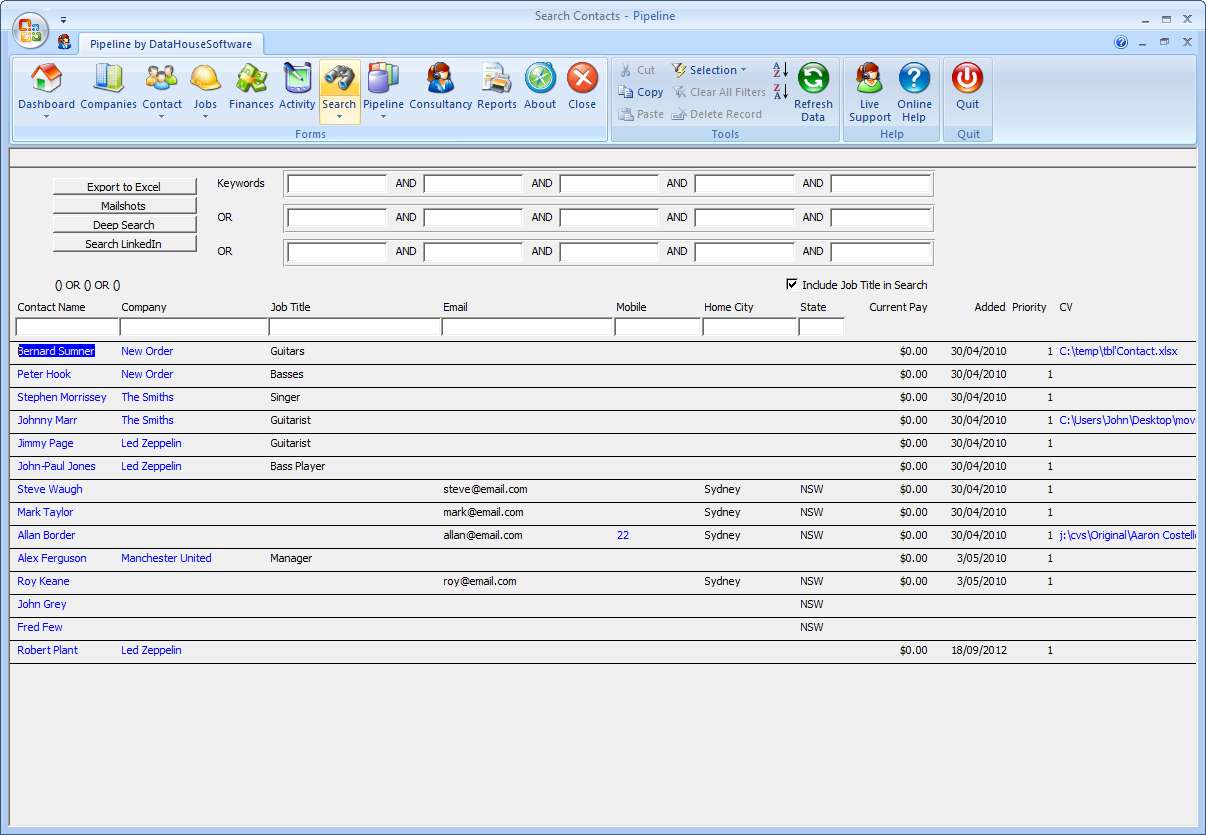 Search Contacts - Pipeline
Pipeline by DataHouseSoftware
Dashboard Companies Contact Jobs Finances Activity Search Pipeline Consultancy Reports About Close
Forms
Cut Selection
Copy Clear All Filters
Paste Delete Record
A Z
Z A
Refresh Data
Tools
Live Support Online Help
Help
Quit
Quit
Export to Excel
Mailshots
Deep Search
Search LinkedIn
Keywords AND AND AND AND
OR AND AND AND AND
OR AND AND AND AND
() OR () OR ()
Include Job Title in Search
Contact Name Company Job Title Email Mobile Home City State Current Pay Added Priority CV
Bernard Sumner New Order Guitars $0.00 30/04/2010 1 C:\temp\tbl'Contact.xlsx
Peter Hook New Order Basses $0.00 30/04/2010 1
Stephen Morrissey The Smiths Singer $0.00 30/04/2010 1
Johnny Marr The Smiths Guitarist $0.00 30/04/2010 1 C:\Users\John\Desktop\mov
Jimmy Page Led Zeppelin Guitarist $0.00 30/04/2010 1
John-Paul Jones Led Zeppelin Bass Player $0.00 30/04/2010 1
Steve Waugh steve@email.com Sydney NSW $0.00 30/04/2010 1
Mark Taylor mark@email.com Sydney NSW $0.00 30/04/2010 1
Allan Border allan@email.com 22 Sydney NSW $0.00 30/04/2010 1 j:\cvs\Original\Aaron Costell
Alex Ferguson Manchester United Manager $0.00 3/05/2010 1
Roy Keane roy@email.com Sydney NSW $0.00 3/05/2010 1
John Grey NSW
Fred Few NSW
Robert Plant Led Zeppelin $0.00 18/09/2012 1